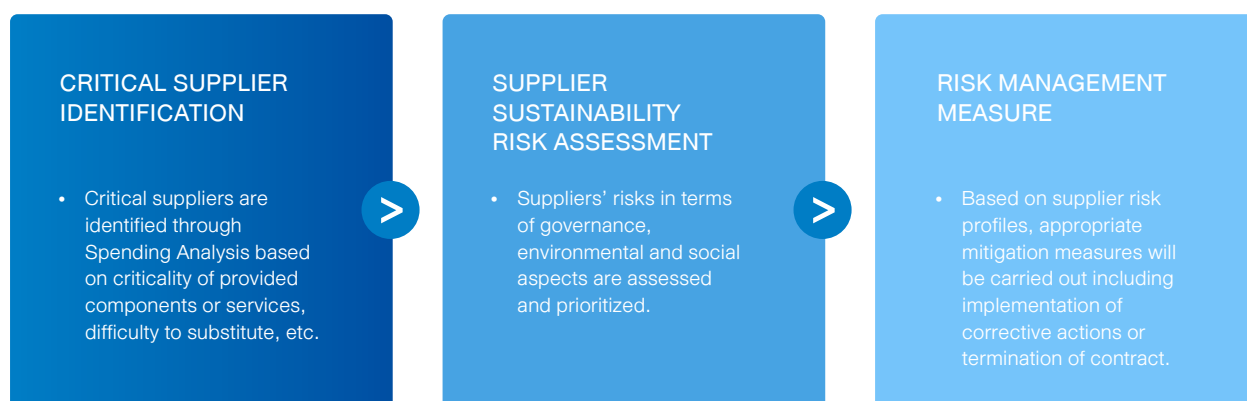 CRITICAL SUPPLIER
IDENTIFICATION
• Critical suppliers are
identified through
Spending Analysis based
on criticality of provided
components or services,
difficulty to substitute, etc.
>
SUPPLIER
SUSTAINABILITY
RISK ASSESSMENT
• Suppliers’ risks in terms
of governance,
environmental and social
aspects are assessed
and prioritized.
>
RISK MANAGEMENT
MEASURE
• Based on supplier risk
profiles, appropriate
mitigation measures will
be carried out including
implementation of
corrective actions or
termination of contract.